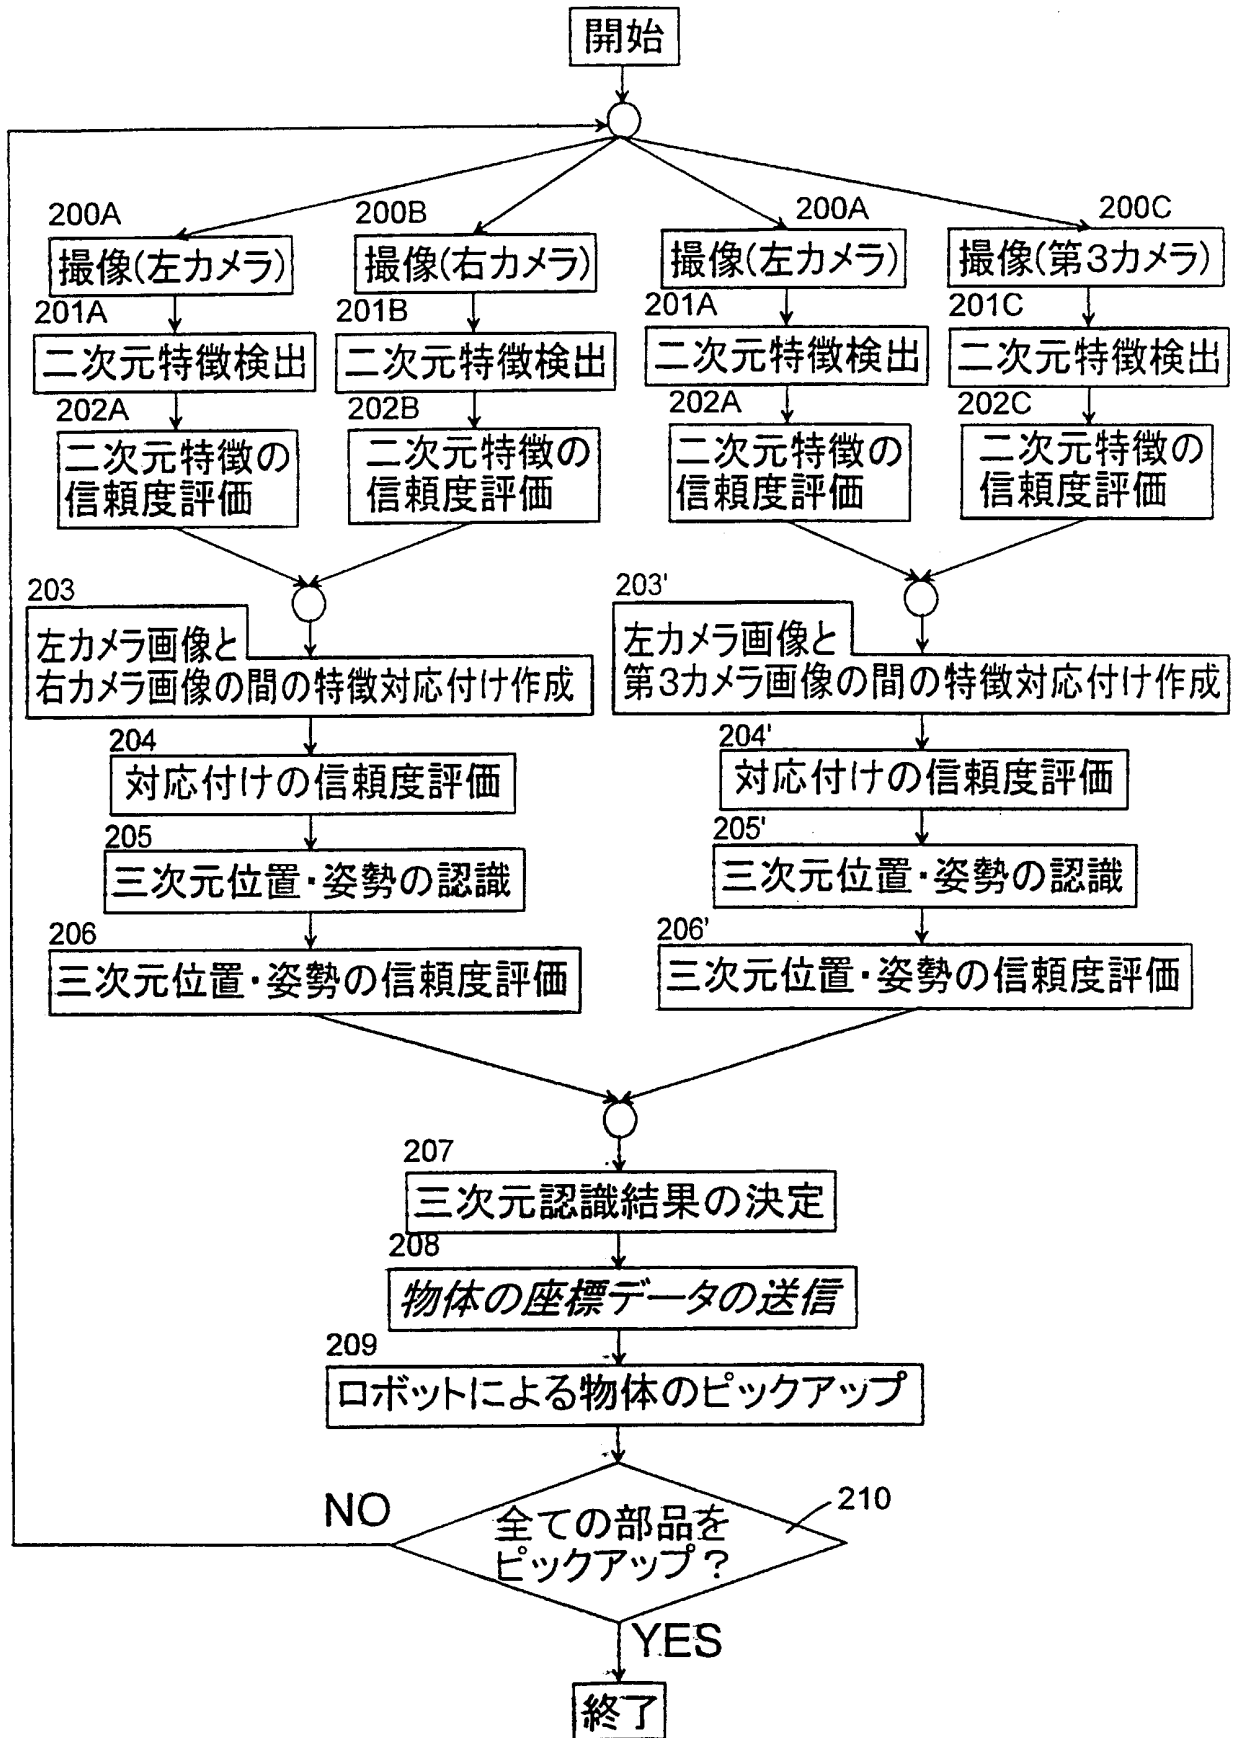 開始
200A
200B
200A
200C
撮像(左カメラ)
撮像(右カメラ)
撮像(左カメラ)
撮像(第3カメラ)
201A
201B
201A
201C
二次元特徴検出
二次元特徴検出
二次元特徴検出
二次元特徴検出
202A
202B
202A
202C
二次元特徴の
信頼度評価
二次元特徴の
信頼度評価
二次元特徴の
信頼度評価
二次元特徴の
信頼度評価
203
左カメラ画像と
右カメラ画像の間の特徴対応付け作成
203'
左カメラ画像と
第3カメラ画像の間の特徴対応付け作成
204
対応付けの信頼度評価
204'
対応付けの信頼度評価
205
三次元位置・姿勢の認識
205'
三次元位置・姿勢の認識
206
三次元位置・姿勢の信頼度評価
206'
三次元位置・姿勢の信頼度評価
207
三次元認識結果の決定
208
物体の座標データの送信
209
ロボットによる物体のピックアップ
210
全ての部品を
ピックアップ？
NO
YES
終了